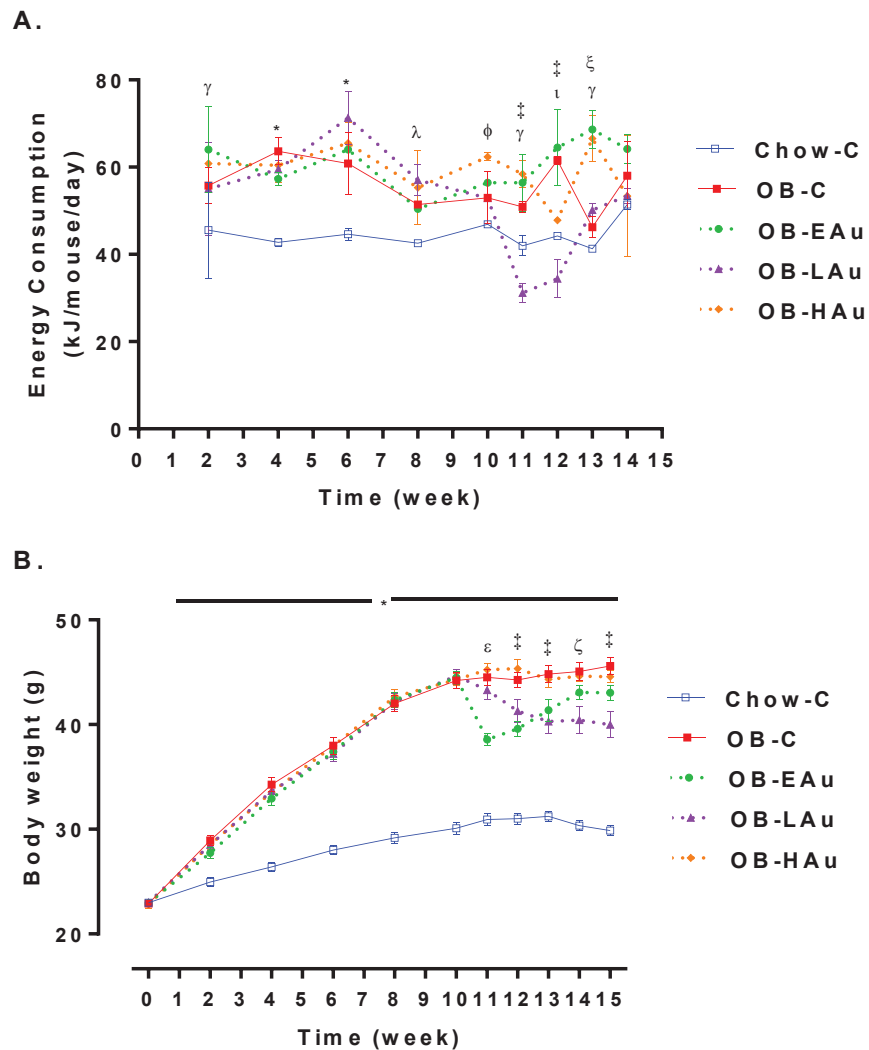 A.
80
60
40
20
0
Energy Consumption
(kJ/mouse/day)
γ
*
*
λ
ϕ
‡
γ
‡
ι
ξ
γ
0 1 2 3 4 5 6 7 8 9 10 11 12 13 14 15
Time (week)
Chow-C
OB-C
OB-EAu
OB-LAu
OB-HAu
B.
*
50
40
30
20
Body weight (g)
ε
‡
‡
ζ
‡
0 1 2 3 4 5 6 7 8 9 10 11 12 13 14 15
Time (week)
Chow-C
OB-C
OB-EAu
OB-LAu
OB-HAu